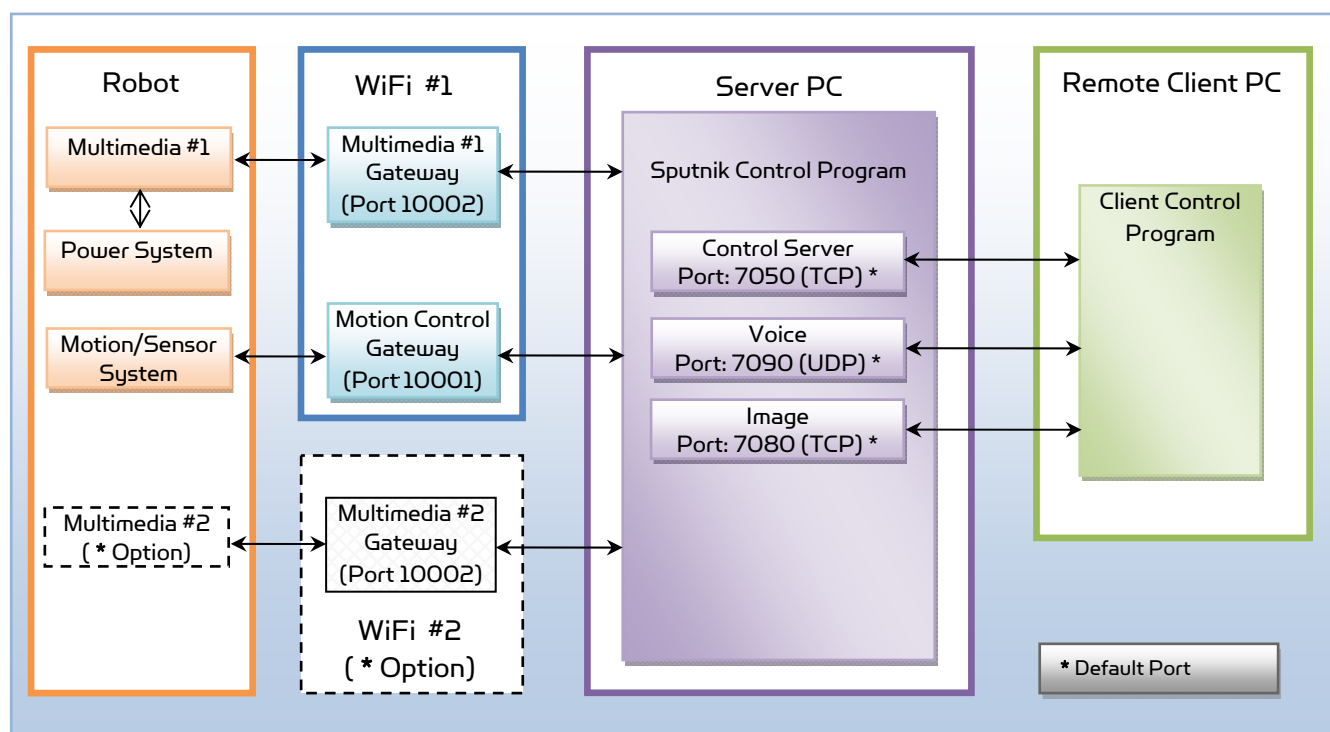 Robot
Multimedia #1
Power System
Motion/Sensor
System
Multimedia #2
( * Option)
WiFi #1
Multimedia #1
Gateway
(Port 10002)
Motion Control
Gateway
(Port 10001)
Multimedia #2
Gateway
(Port 10002)
WiFi #2
( * Option)
Server PC
Sputnik Control Program
Control Server
Port: 7050 (TCP) *
Voice
Port: 7090 (UDP) *
Image
Port: 7080 (TCP) *
Remote Client PC
Client Control
Program
* Default Port